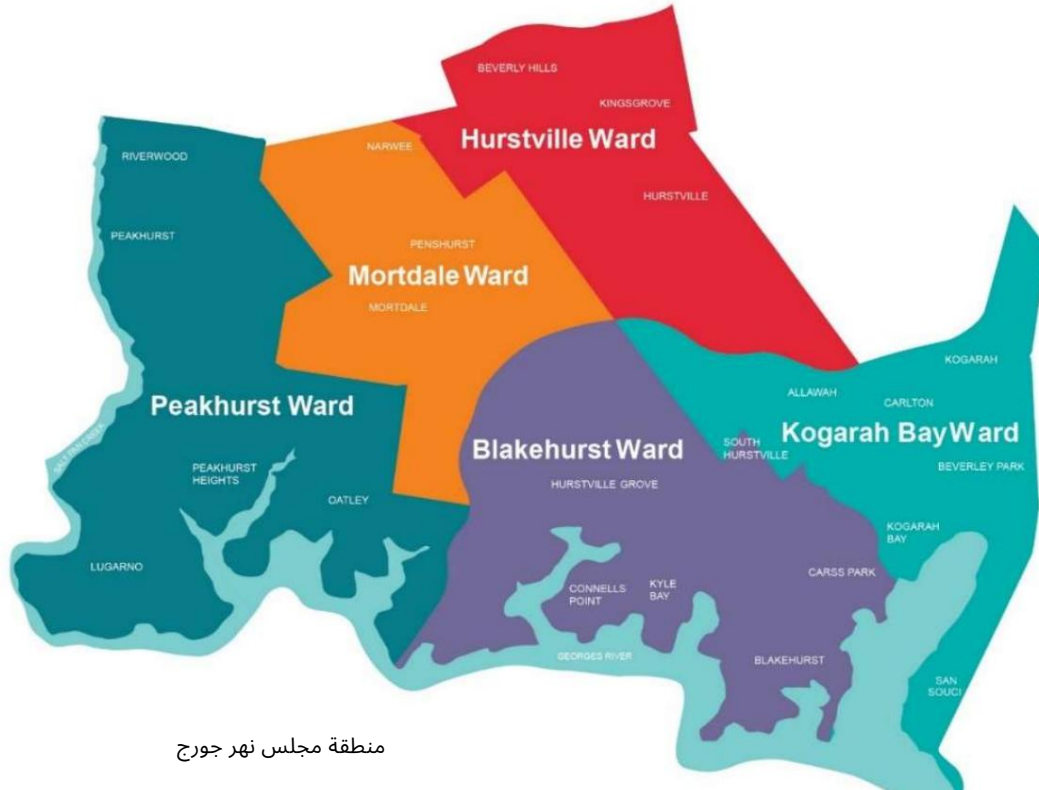 BEVERLY HILLS
KINGSGROVE
Hurstville Ward
NARWEE
RIVERWOOD
HURSTVILLE
PEAKHURST
PENSHURST
Mortdale Ward
MORTDALE
KOGARAH
ALLAWAH
CARLTON
Peakhurst Ward
Kogarah Bay Ward
SOUTH
HURSTVILLE
Blakehurst Ward
SALT PAN CREEK
PEAKHURST
HEIGHTS
BEVERLEY PARK
HURSTVILLE GROVE
OATLEY
KOGARAH
BAY
LUGARNO
CARSS PARK
CONNELLS
POINT
KYLE
BAY
GEORGES RIVER
BLAKEHURST
SAN
SOUCI
منطقة مجلس نهر جورج